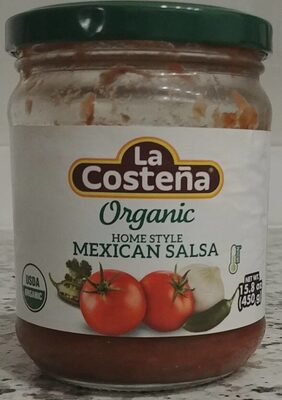 La
Costeña
Organic
HOME STYLE
MEXICAN SALSA
USDA
ORGANIC
NET WT
15.8 oz
(450 g)